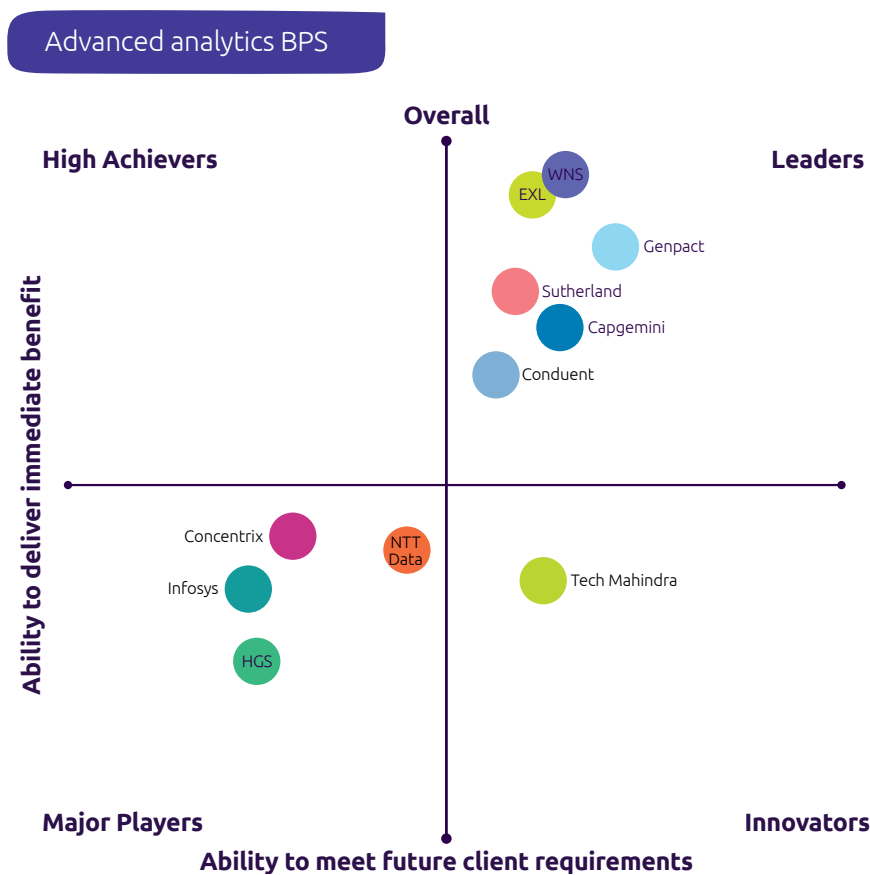 Advanced analytics BPS
Overall
High Achievers
Leaders
WNS
EXL
Genpact
Sutherland
Capgemini
Conduent
Ability to deliver immediate benefit
Concentrix
NTT
Data
Infosys
Tech Mahindra
HGS
Major Players
Innovators
Ability to meet future client requirements